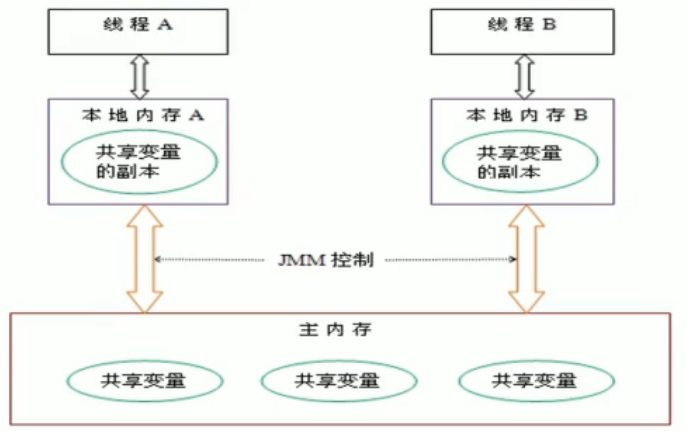 线程 A
线程 B
本地内存 A
本地内存 B
共享变量
的副本
共享变量
的副本
JMM 控制
主内存
共享变量
共享变量
共享变量